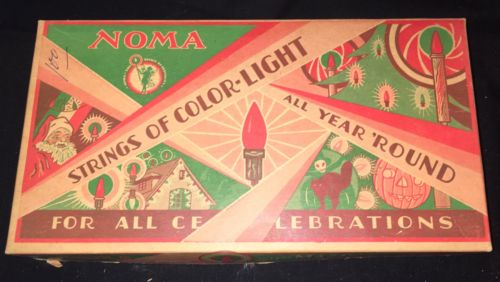 NOMA
STRINGS OF COLOR-LIGHT
ALL YEAR 'ROUND
FOR ALL CELEBRATIONS